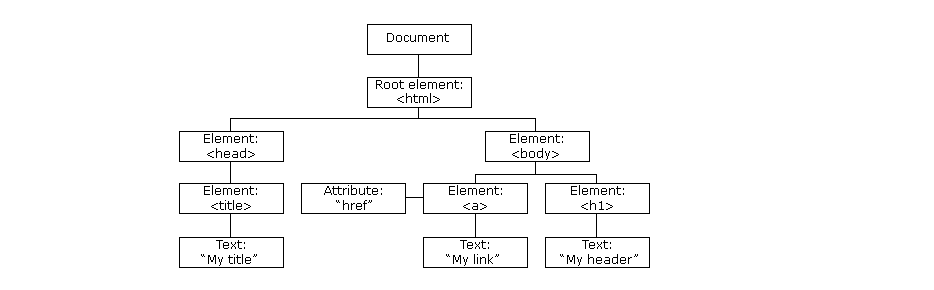 Document
Root element:
<html>
Element:
<head>
Element:
<body>
Element:
<title>
Attribute:
“href”
Element:
<a>
Element:
<h1>
Text:
“My title”
Text:
“My link”
Text:
“My header”